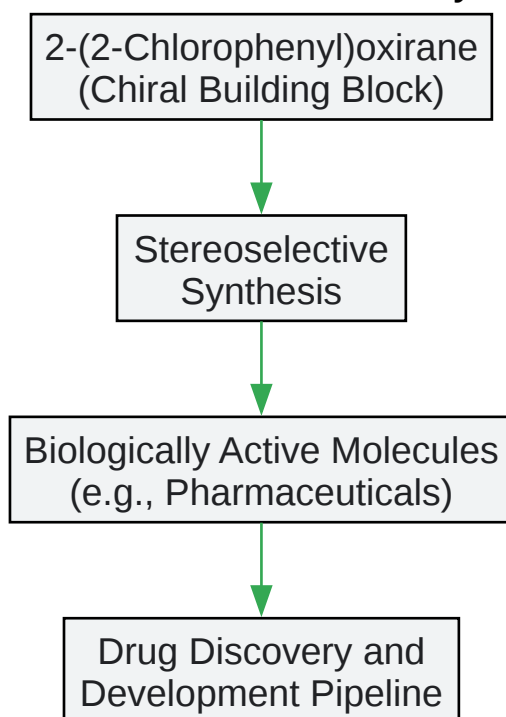 2-(2-Chlorophenyl)oxirane
(Chiral Building Block)
Stereoselective
Synthesis
Biologically Active Molecules
(e.g., Pharmaceuticals)
Drug Discovery and
Development Pipeline